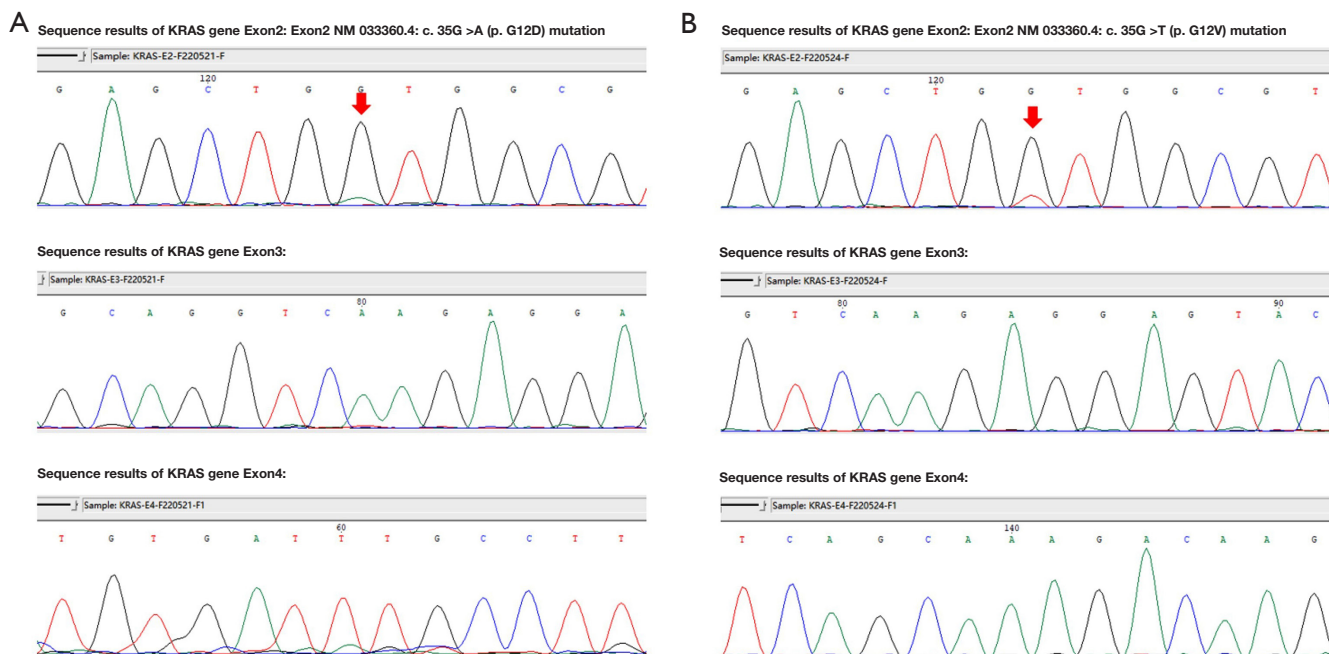 A
Sequence results of KRAS gene Exon2: Exon2 NM 033360.4: c. 35G >A (p. G12D) mutation
Sample: KRAS-E2-F220521-F
120
G A G C T G G T G G C G
Sequence results of KRAS gene Exon3:
Sample: KRAS-E3-F220521-F
80
G C A G G T C A A G A G G A
Sequence results of KRAS gene Exon4:
Sample: KRAS-E4-F220521-F1
60
T G T G A T T T G C C T T
B
Sequence results of KRAS gene Exon2: Exon2 NM 033360.4: c. 35G >T (p. G12V) mutation
Sample: KRAS-E2-F220524-F
120
G A G C T G G T G G C G T
Sequence results of KRAS gene Exon3:
Sample: KRAS-E3-F220524-F
80 90
G T C A A G A G G A G T A C
Sequence results of KRAS gene Exon4:
Sample: KRAS-E4-F220524-F1
140
T C A G C A A A G A C A A G